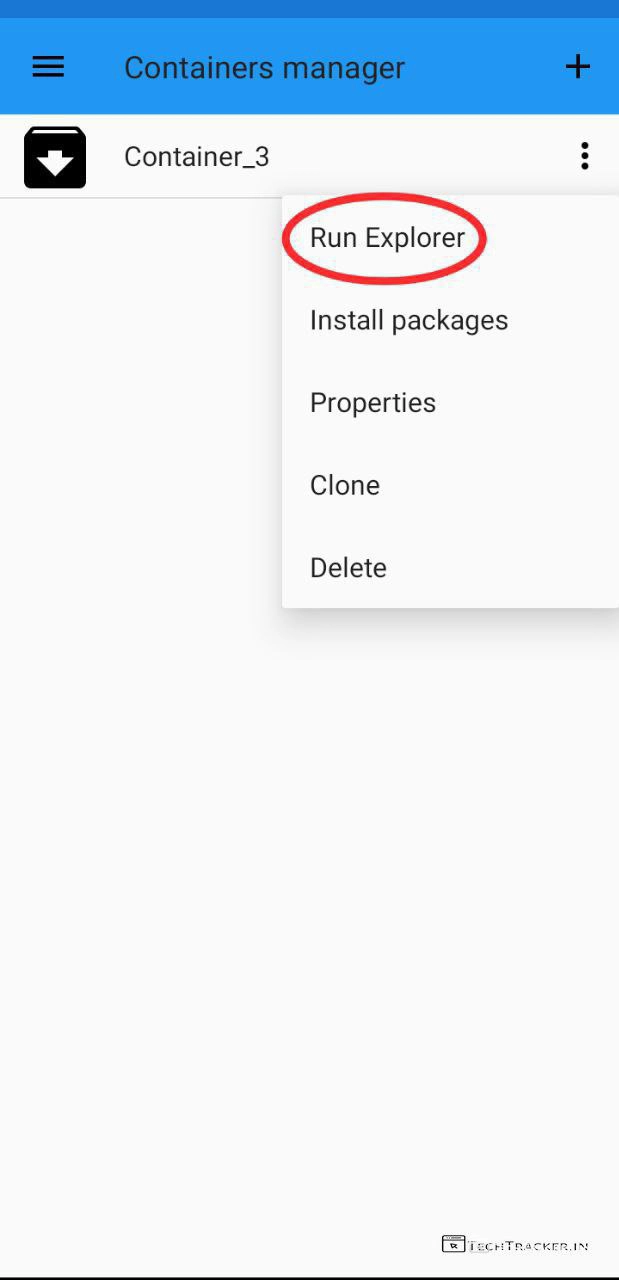 Containers manager
Container_3
Run Explorer
Install packages
Properties
Clone
Delete
TECHTRACKER.IN